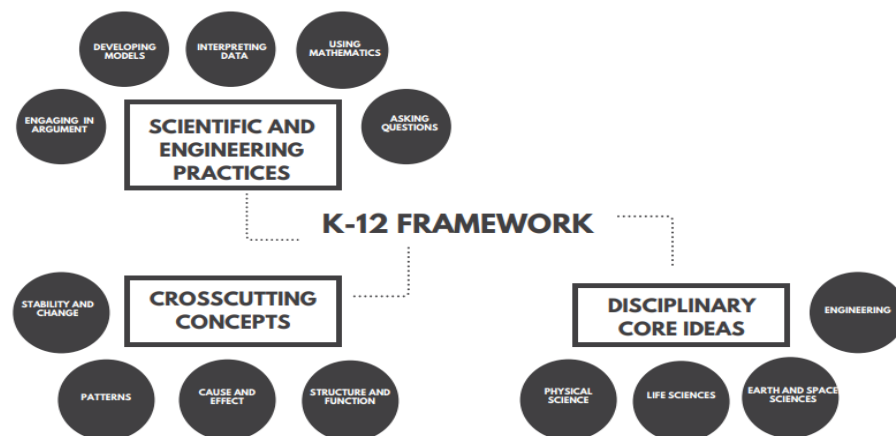 DEVELOPING
MODELS
INTERPRETING
DATA
USING
MATHEMATICS
ENGAGING IN
ARGUMENT
ASKING
QUESTIONS
SCIENTIFIC AND
ENGINEERING
PRACTICES
K-12 FRAMEWORK
STABILITY AND
CHANGE
CROSSCUTTING
CONCEPTS
PATTERNS
CAUSE AND
EFFECT
STRUCTURE AND
FUNCTION
DISCIPLINARY
CORE IDEAS
ENGINEERING
PHYSICAL
SCIENCE
LIFE SCIENCES
EARTH AND SPACE
SCIENCES